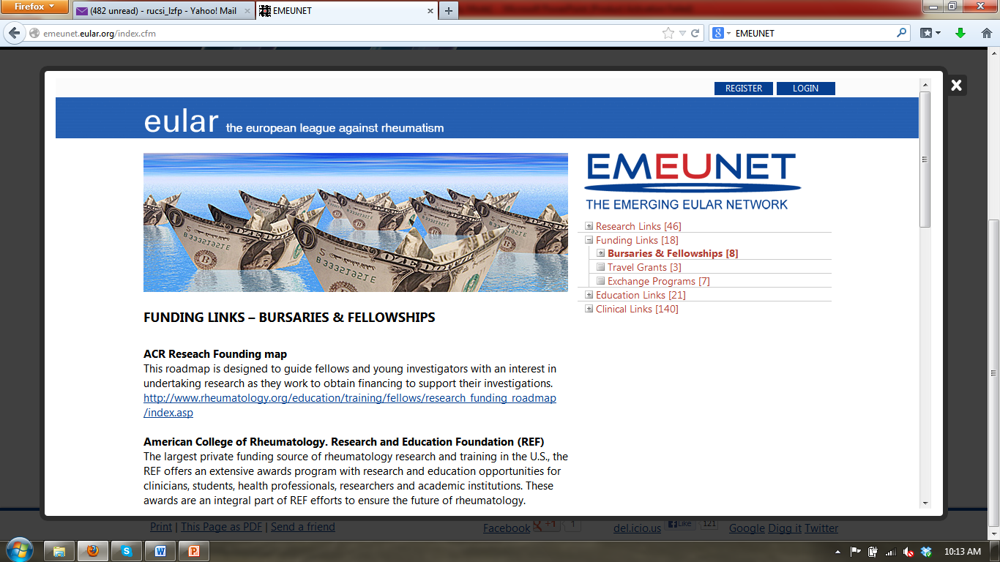 Firefox
(482 unread) - rucsi_lzfp - Yahoo! Mail
EMEUNET
emeunet.eular.org/index.cfm
EMEUNET
REGISTER LOGIN
eular the european league against rheumatism
EMEUNET
THE EMERGING EULAR NETWORK
Research Links [46]
Funding Links [18]
Bursaries & Fellowships [8]
Travel Grants [3]
Exchange Programs [7]
Education Links [21]
Clinical Links [140]
FUNDING LINKS – BURSARIES & FELLOWSHIPS
ACR Reseach Founding map
This roadmap is designed to guide fellows and young investigators with an interest in
undertaking research as they work to obtain financing to support their investigations.
http://www.rheumatology.org/education/training/fellows/research_funding_roadmap
/index.asp
American College of Rheumatology. Research and Education Foundation (REF)
The largest private funding source of rheumatology research and training in the U.S., the
REF offers an extensive awards program with research and education opportunities for
clinicians, students, health professionals, researchers and academic institutions. These
awards are an integral part of REF efforts to ensure the future of rheumatology.
Print | This Page as PDF | Send a friend
Facebook +1 1 del.icio.us Like 121 Google Digg it Twitter
10:13 AM